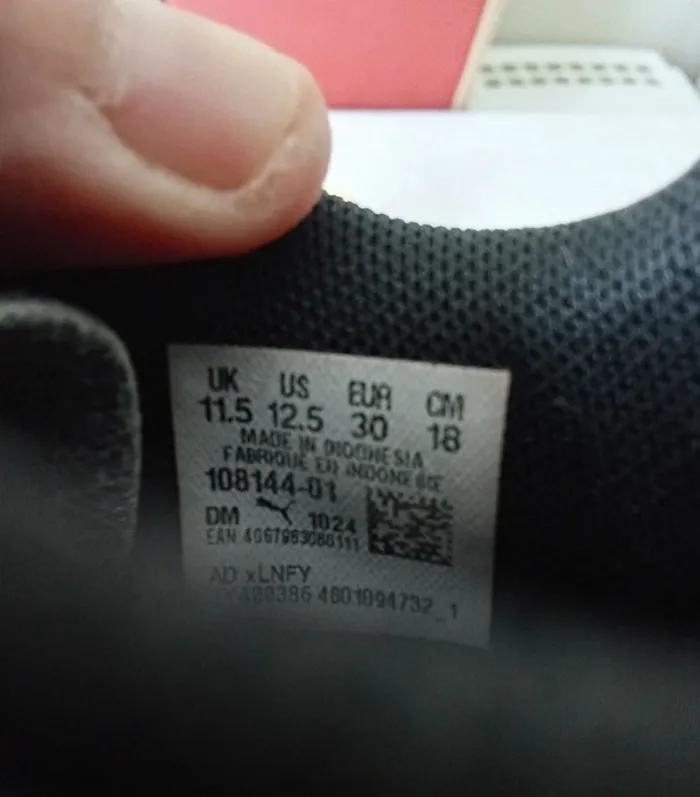 UK US EUR CM
11.5 12.5 30 18
MADE IN INDONESIA
FABRIQUE EN INDONESIE
108144-01
DM 1024
EAN 4067983080111
AD xLNFY
4801094732_1